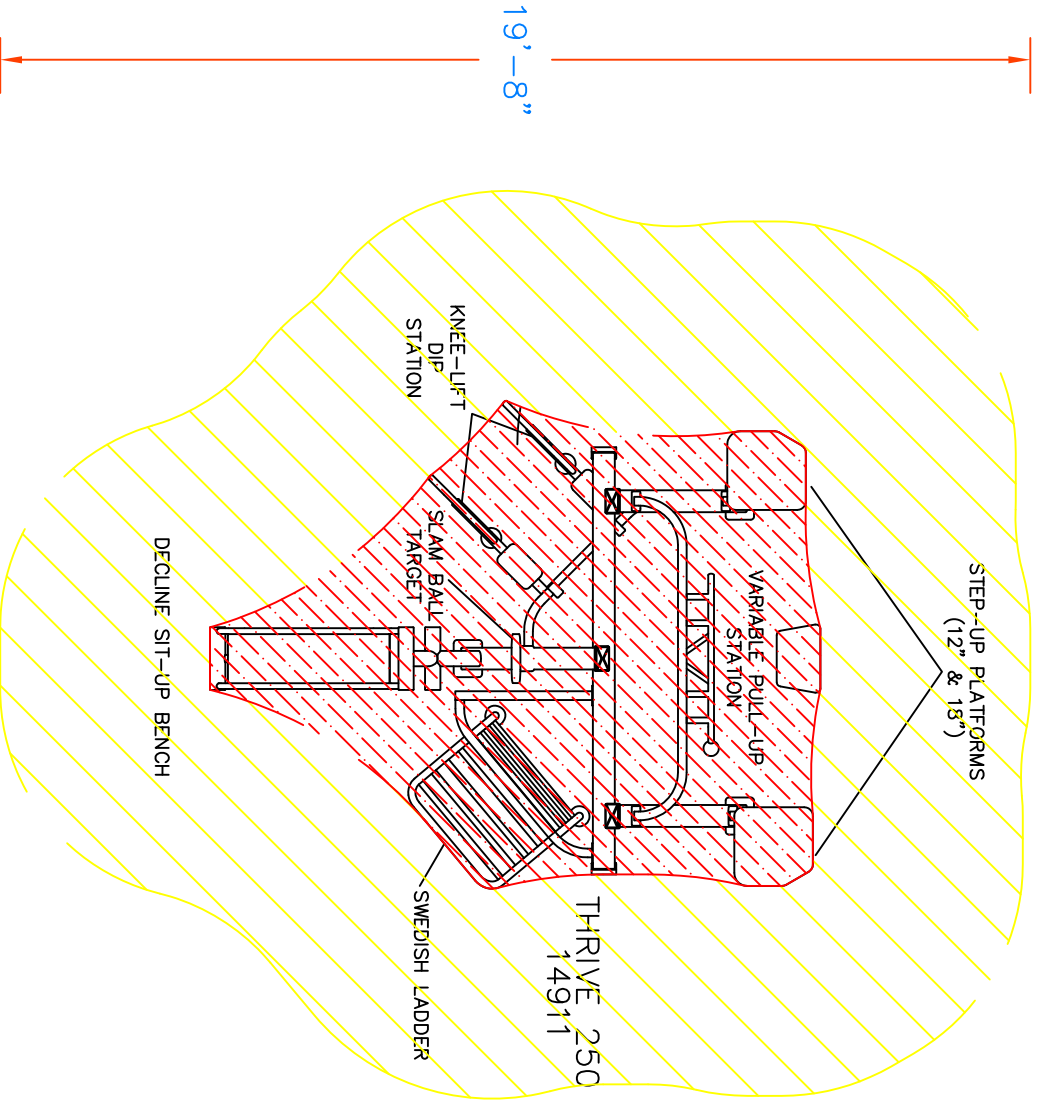 19'-8"
STEP-UP PLATFORMS
(12" & 18")
VARIABLE PULL-UP
STATION
KNEE-LIFT
DIP
STATION
SLAM BALL
TARGET
DECLINE SIT-UP BENCH
SWEDISH LADDER
THRIVE 250
14911